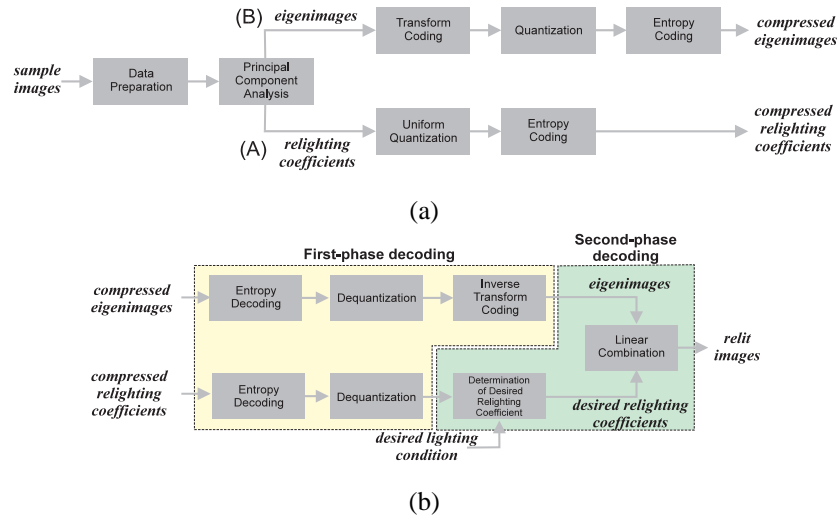 (B)
eigenimages
Transform
Coding
Quantization
Entropy
Coding
compressed
eigenimages
sample
images
Data
Preparation
Principal
Component
Analysis
(A)
relighting
coefficients
Uniform
Quantization
Entropy
Coding
compressed
relighting
coefficients
(a)
First-phase decoding
Second-phase
decoding
compressed
eigenimages
Entropy
Decoding
Dequantization
Inverse
Transform
Coding
eigenimages
Linear
Combination
relit
images
compressed
relighting
coefficients
Entropy
Decoding
Dequantization
Determination
of Desired
Relighting
Coefficient
desired relighting
coefficients
desired lighting
condition
(b)